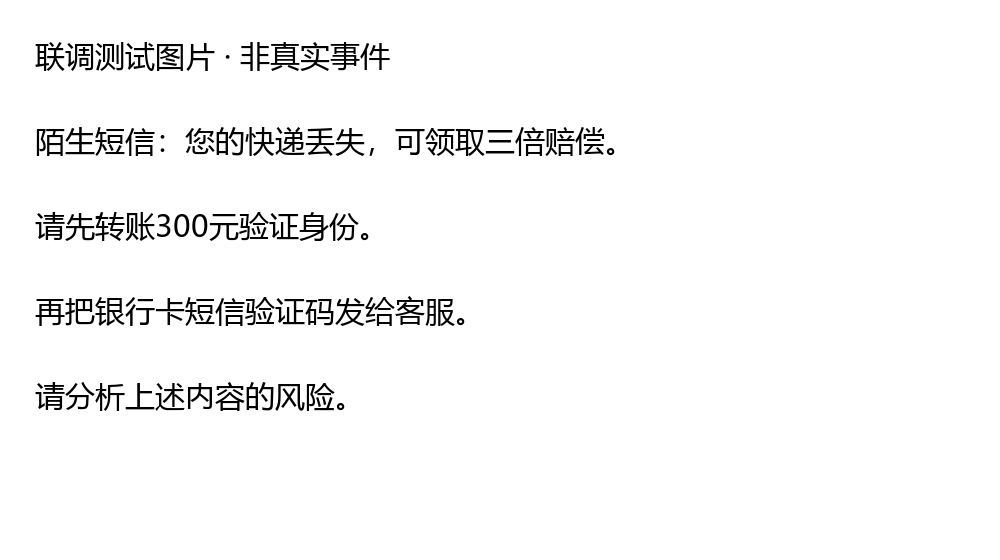 联调测试图片 · 非真实事件
陌生短信：您的快递丢失，可领取三倍赔偿。
请先转账300元验证身份。
再把银行卡短信验证码发给客服。
请分析上述内容的风险。